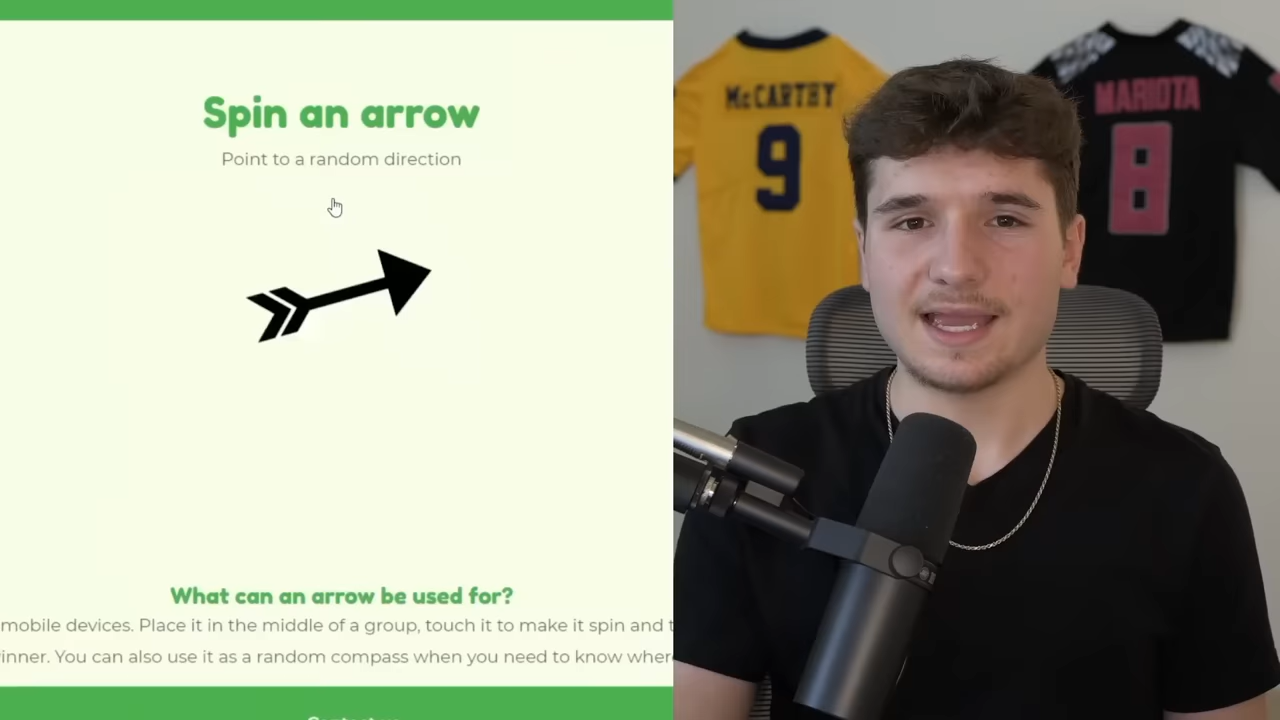 Spin an arrow
Point to a random direction
What can an arrow be used for?
mobile devices. Place it in the middle of a group, touch it to make it spin and
You can also use it as a random compass when you need to know
McCARTHY
9
MARIOTA
8